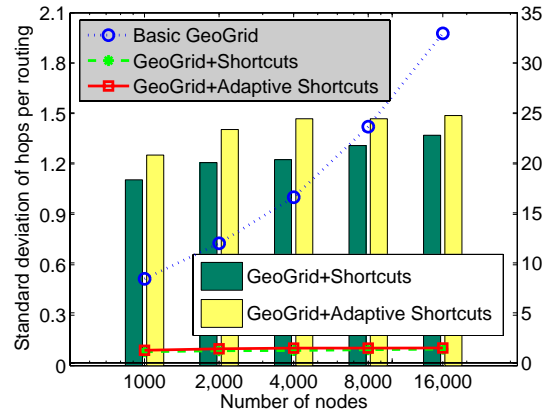 Standard deviation of hops per routing
2.1
1.8
1.5
1.2
0.9
0.6
0.3
0
35
30
25
20
15
10
5
0
Basic GeoGrid
GeoGrid+Shortcuts
GeoGrid+Adaptive Shortcuts
GeoGrid+Shortcuts
GeoGrid+Adaptive Shortcuts
1000 2,000 4,000 8,000 16,000
Number of nodes